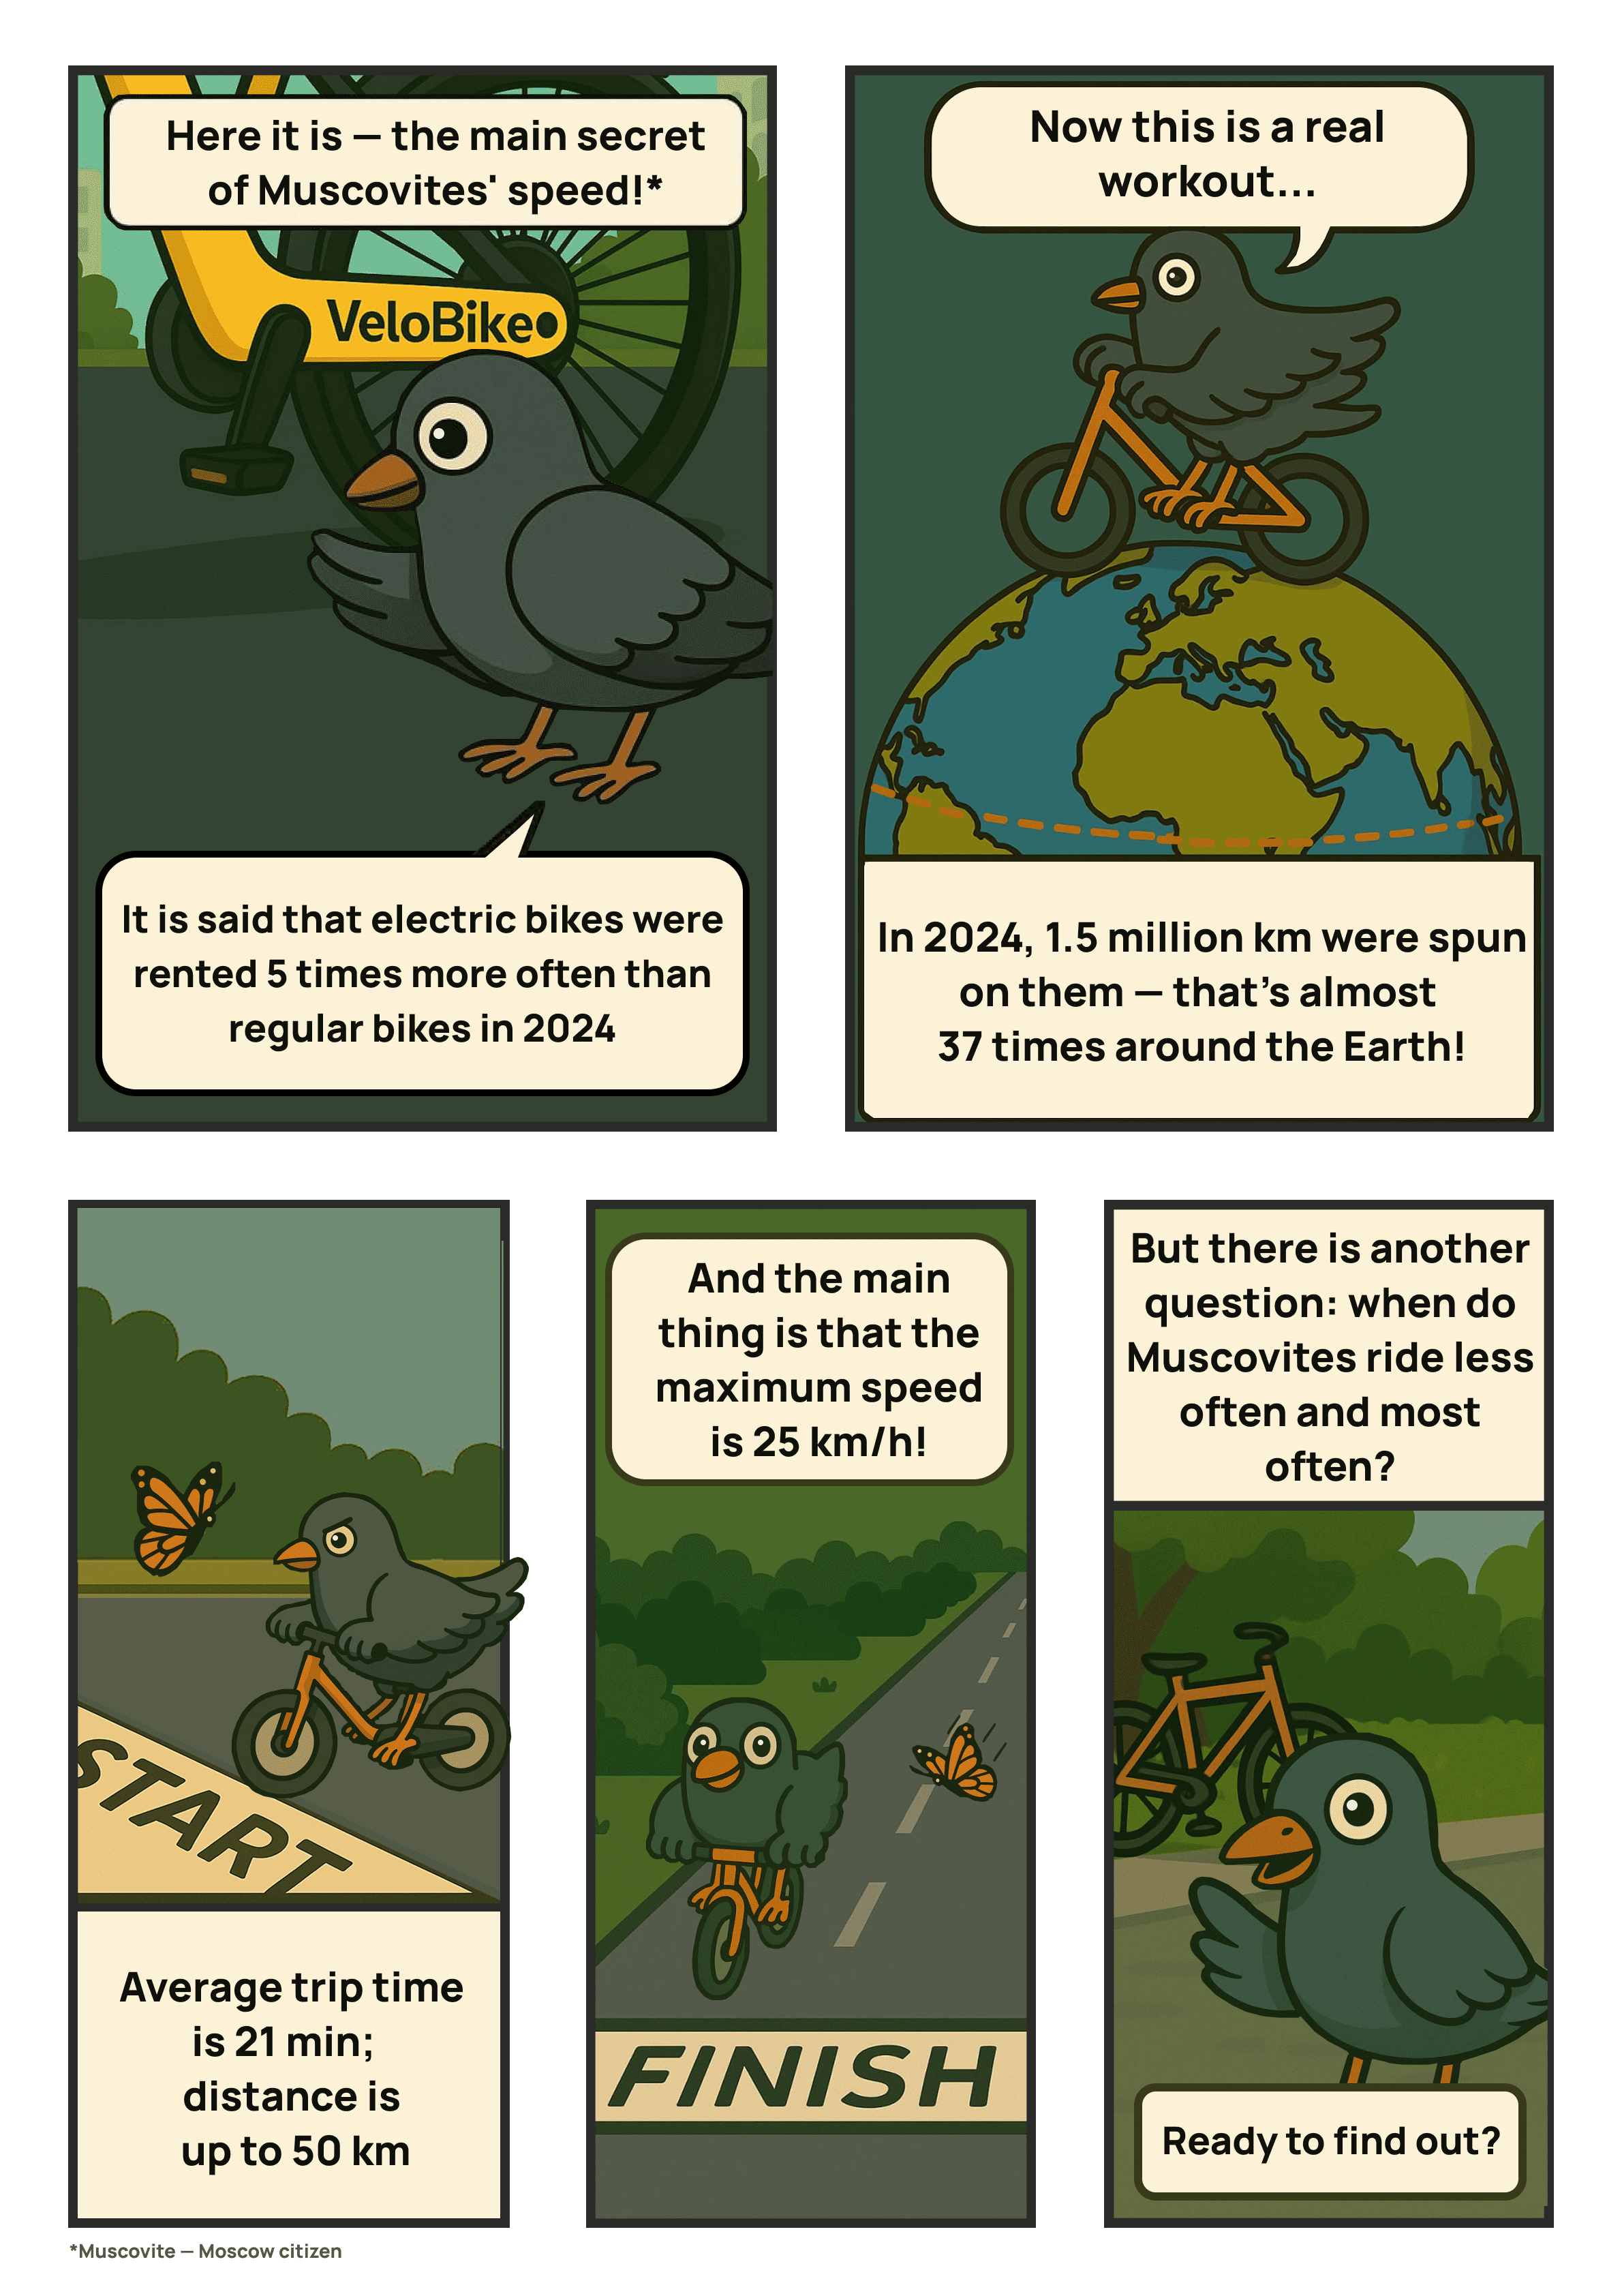 Here it is — the main secret
of Muscovites' speed!*
VeloBike
It is said that electric bikes were
rented 5 times more often than
regular bikes in 2024
Now this is a real
workout...
In 2024, 1.5 million km were spun
on them — that’s almost
37 times around the Earth!
START
Average trip time
is 21 min;
distance is
up to 50 km
And the main
thing is that the
maximum speed
is 25 km/h!
FINISH
But there is another
question: when do
Muscovites ride less
often and most
often?
Ready to find out?
*Muscovite — Moscow citizen